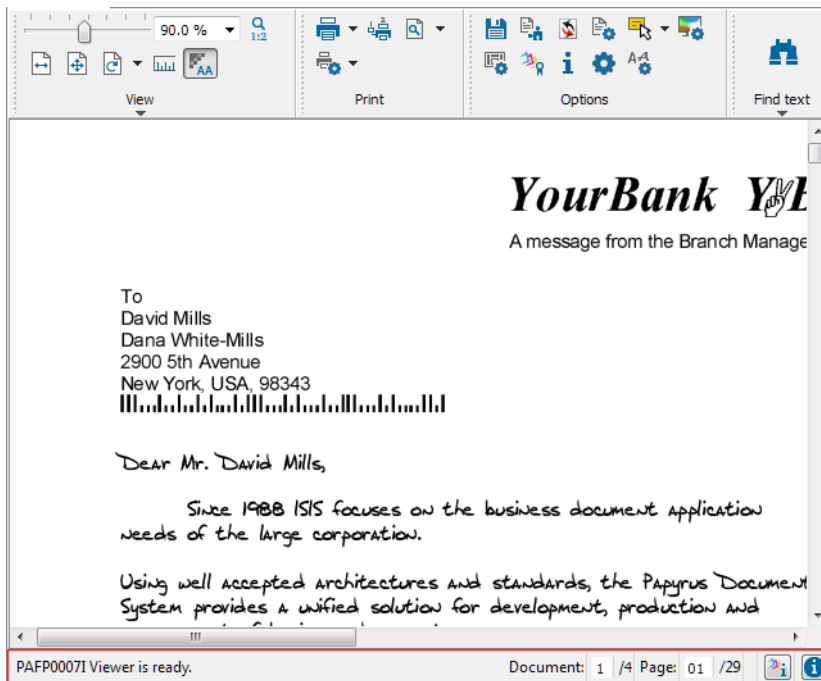 90.0 %
1:2
AA
View
Print
Options
Find text
YourBank
A message from the Branch Manage
To
David Mills
Dana White-Mills
2900 5th Avenue
New York, USA, 98343
Dear Mr. David Mills,
Since 1988 ISIS focuses on the business document application
needs of the large corporation.
Using well accepted architectures and standards, the Papyrus Document
System provides a unified solution for development, production and
PAFP0007I Viewer is ready.
Document: 1 /4 Page: 01 /29